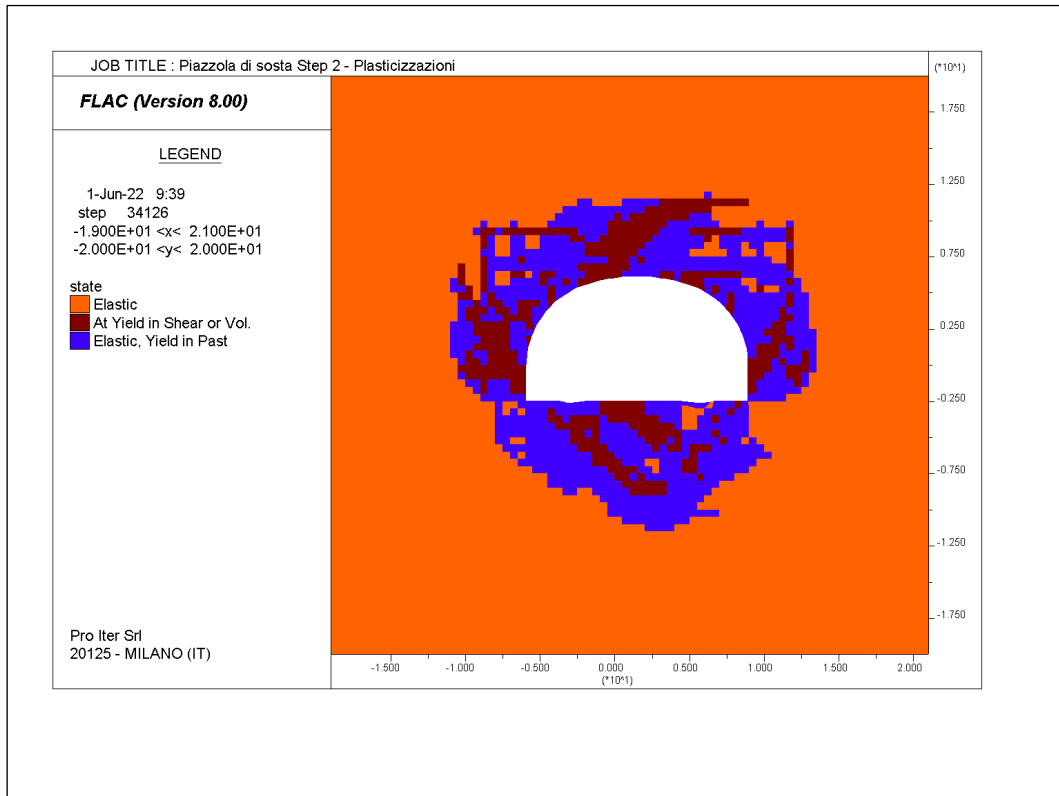 JOB TITLE : Piazzola di sosta Step 2 - Plasticizzazioni
(*10^1)
FLAC (Version 8.00)
LEGEND
1-Jun-22 9:39
step 34126
-1.900E+01 <x< 2.100E+01
-2.000E+01 <y< 2.000E+01
state
Elastic
At Yield in Shear or Vol.
Elastic, Yield in Past
Pro Iter Srl
20125 - MILANO (IT)
1.750
1.250
0.750
0.250
-0.250
-0.750
-1.250
-1.750
-1.500 -1.000 -0.500 0.000 0.500 1.000 1.500 2.000
(*10^1)